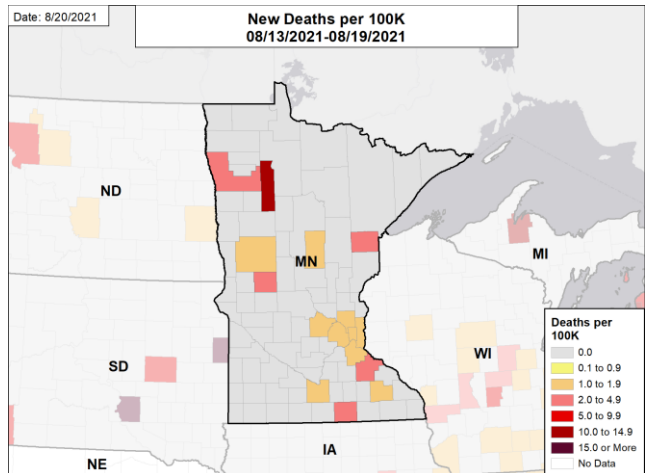 Date: 8/20/2021
New Deaths per 100K
08/13/2021-08/19/2021
ND
MN
MI
SD
WI
NE
IA
Deaths per
100K
0.0
0.1 to 0.9
1.0 to 1.9
2.0 to 4.9
5.0 to 9.9
10.0 to 14.9
15.0 or More
No Data